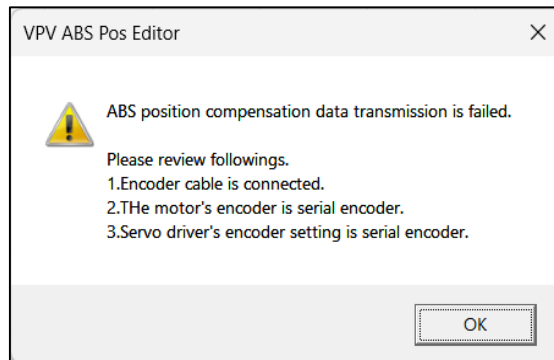 VPV ABS Pos Editor
ABS position compensation data transmission is failed.
Please review followings.
1.Encoder cable is connected.
2.THe motor's encoder is serial encoder.
3.Servo driver's encoder setting is serial encoder.
OK